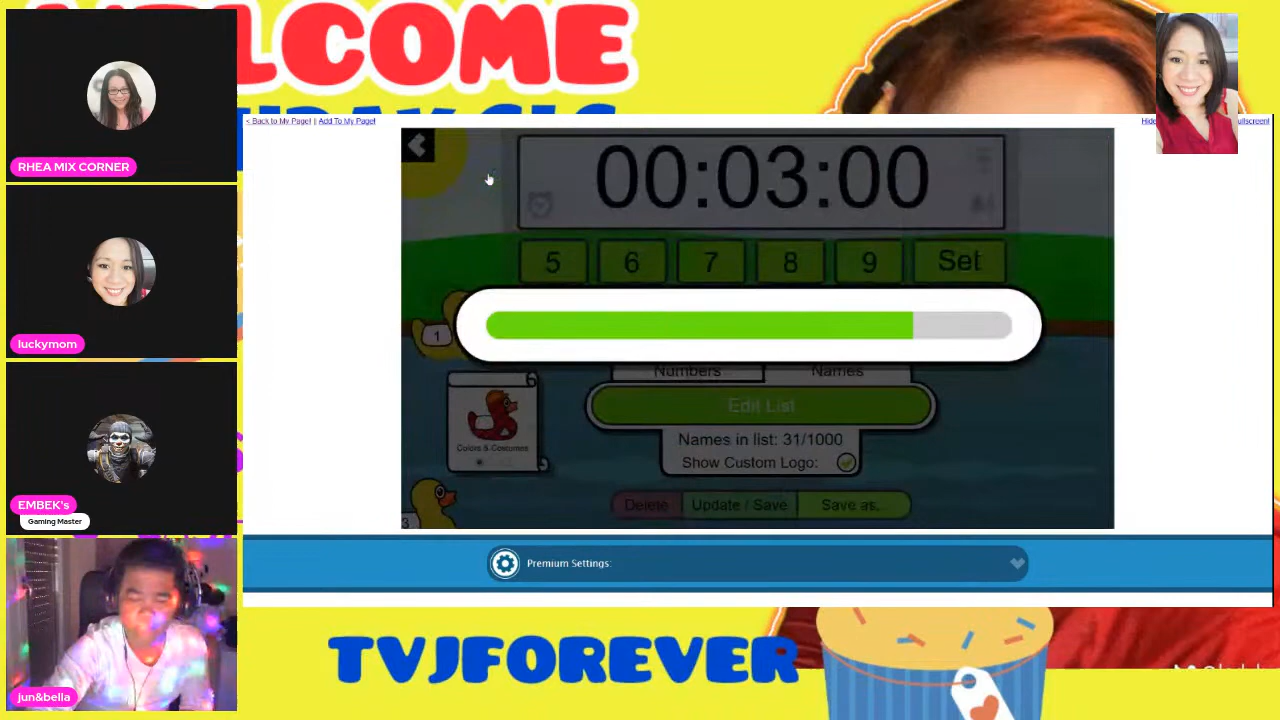 WELCOME
RHEA MIX CORNER
luckymom
EMBEK's
Gaming Master
jun&bella
< Back to My Page! || Add To My Page!
00:03:00
5 6 7 8 9 Set
1
Numbers Names
Edit List
Colors & Costumes
Names in list: 31/1000
Show Custom Logo:
Delete Update / Save Save as.
3
Premium Settings:
TVJFOREVER